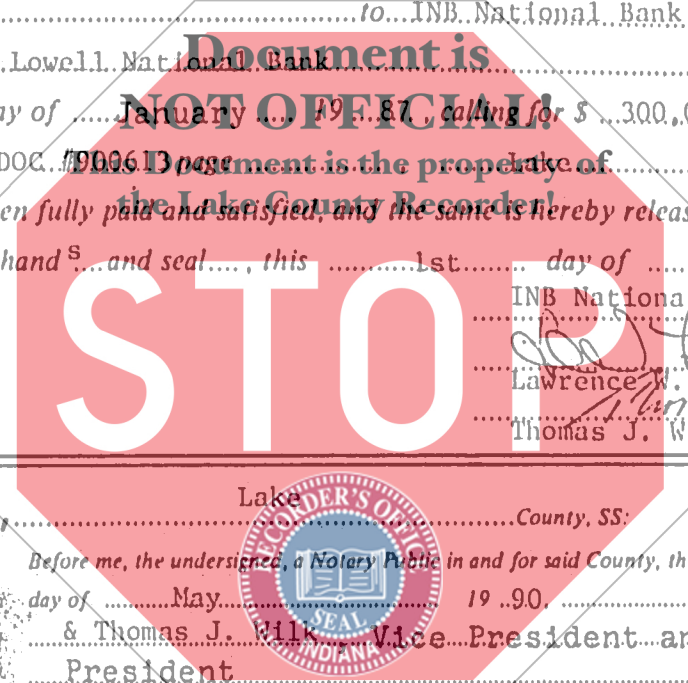 to INB National Bank
Lowell National Bank
Document is
ay of January 19 87, calling for $ 300,0
NOT OFFICIAL!
DOC #900613 page Lake
This Document is the property of
the Lake County Recorder!
en fully paid and satisfied, and the same is hereby releas
hand s and seal, this 1st day of
STOP
INB Nationa
Lawrence W.
Thomas J. W
Lake
County, SS:
RECORDER'S OFFICE
Before me, the undersigned, a Notary Public in and for said County, th
day of May 19 90,
SEAL
INDIANA
& Thomas J. Wilk, Vice President an
President